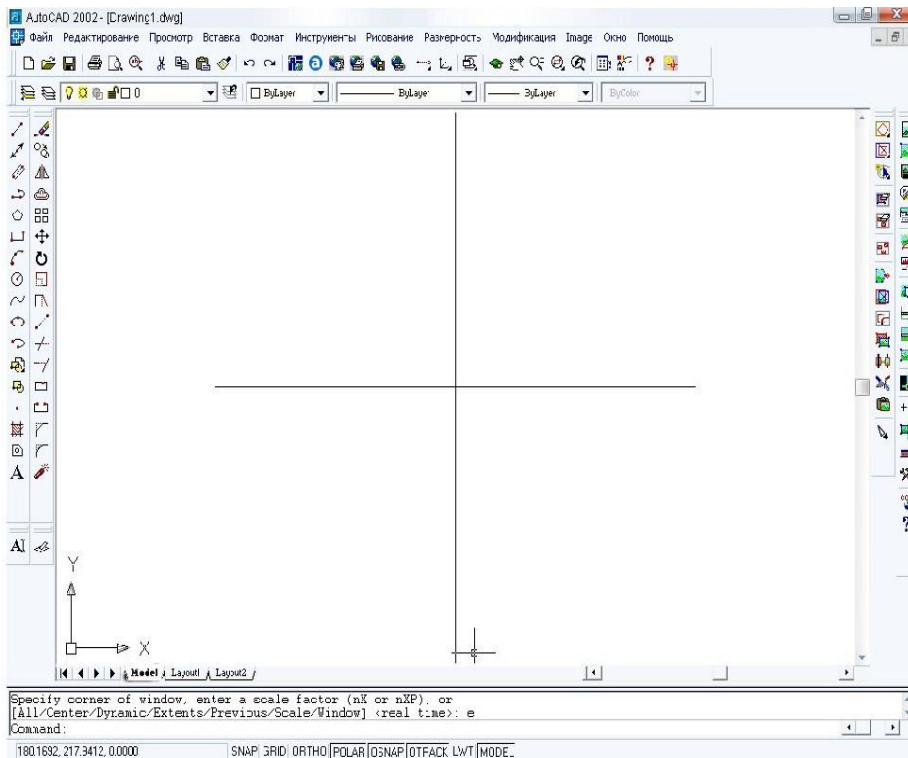 AutoCAD 2002 - [Drawing1.dwg]
Файл Редактирование Просмотр Вставка Формат Инструменты Рисование Размерность Модификация Image Окно Помощь
0 ByLayer ByLayer ByLayer ByColor
A
AI
Y
X
Model Layout1 Layout2
Specify corner of window, enter a scale factor (nX or nXP), or
[All/Center/Dynamic/Extents/Previous/Scale/Window] <real time>: e
Command:
180.1692, 217.3412, 0.0000 SNAP GRID ORTHO POLAR OSNAP OTRACK LWT MODEL